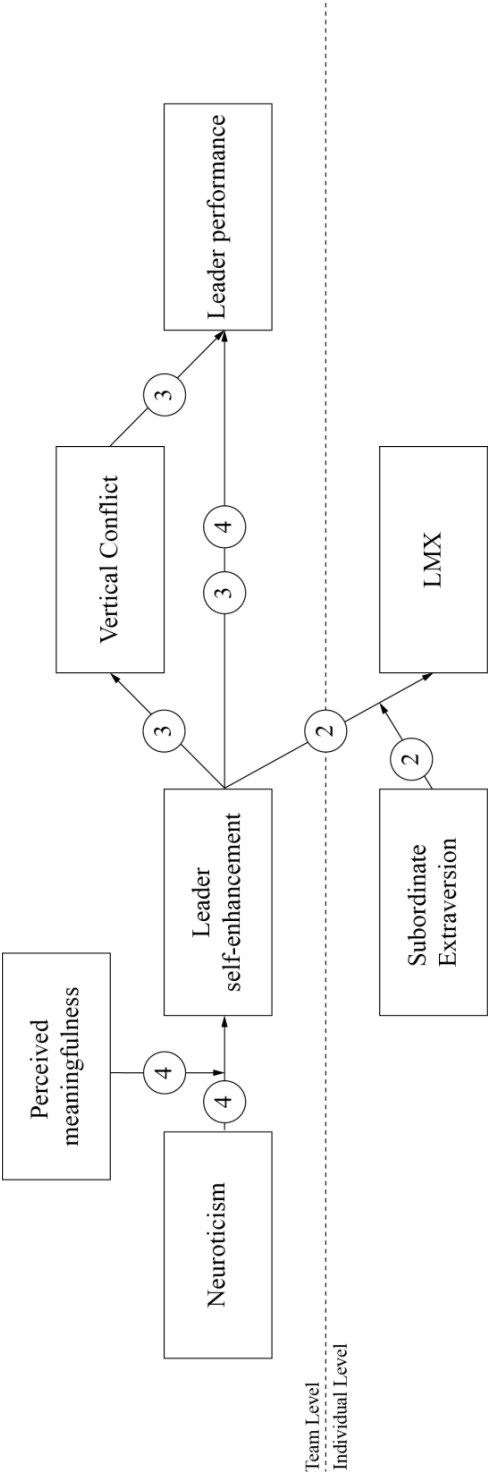 Perceived
meaningfulness
4
Neuroticism
4
Leader
self-enhancement
3
Vertical Conflict
3
3
4
Leader performance
Team Level
Individual Level
2
2
Subordinate
Extraversion
LMX